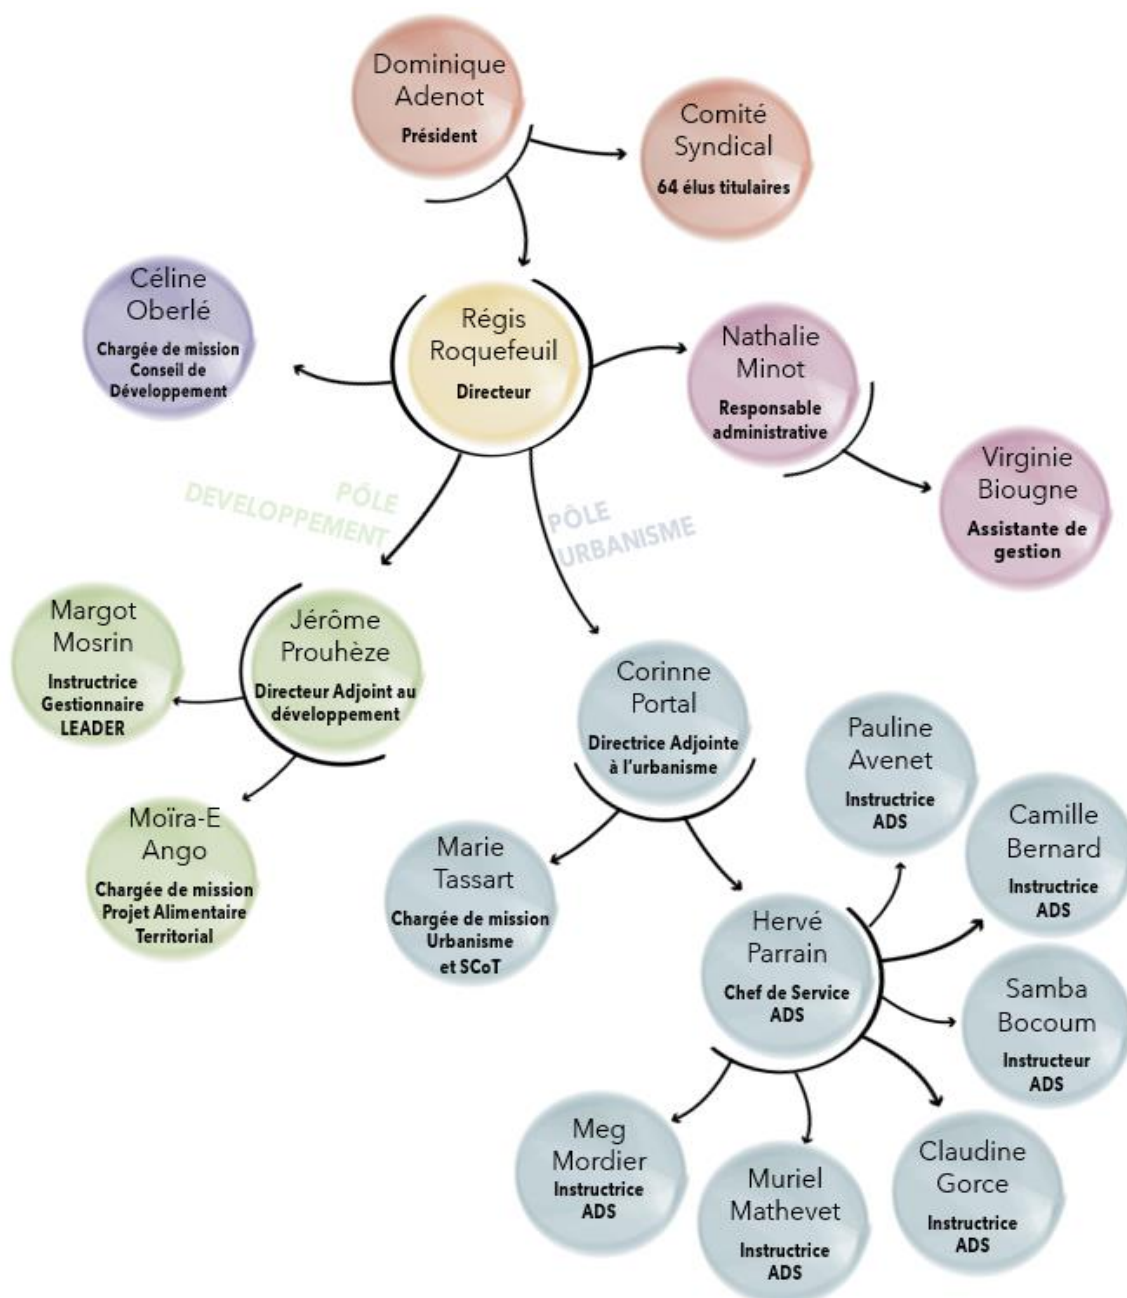 Dominique
Adenot
Président
Comité
Syndical
64 élus titulaires
Céline
Oberlé
Chargée de mission
Conseil de
Développement
Régis
Roquefeuil
Directeur
Nathalie
Minot
Responsable
administrative
Virginie
Biougne
Assistante de
gestion
PÔLE
DEVELOPPEMENT
PÔLE
URBANISME
Margot
Mosrin
Instructrice
Gestionnaire
LEADER
Jérôme
Prouhèze
Directeur Adjoint au
développement
Moïra-E
Ango
Chargée de mission
Projet Alimentaire
Territorial
Corinne
Portal
Directrice Adjointe
à l'urbanisme
Marie
Tassart
Chargée de mission
Urbanisme
et SCoT
Hervé
Parrain
Chef de Service
ADS
Pauline
Avenet
Instructrice
ADS
Camille
Bernard
Instructrice
ADS
Samba
Bocoum
Instructeur
ADS
Claudine
Gorce
Instructrice
ADS
Muriel
Mathevet
Instructrice
ADS
Meg
Mordier
Instructrice
ADS